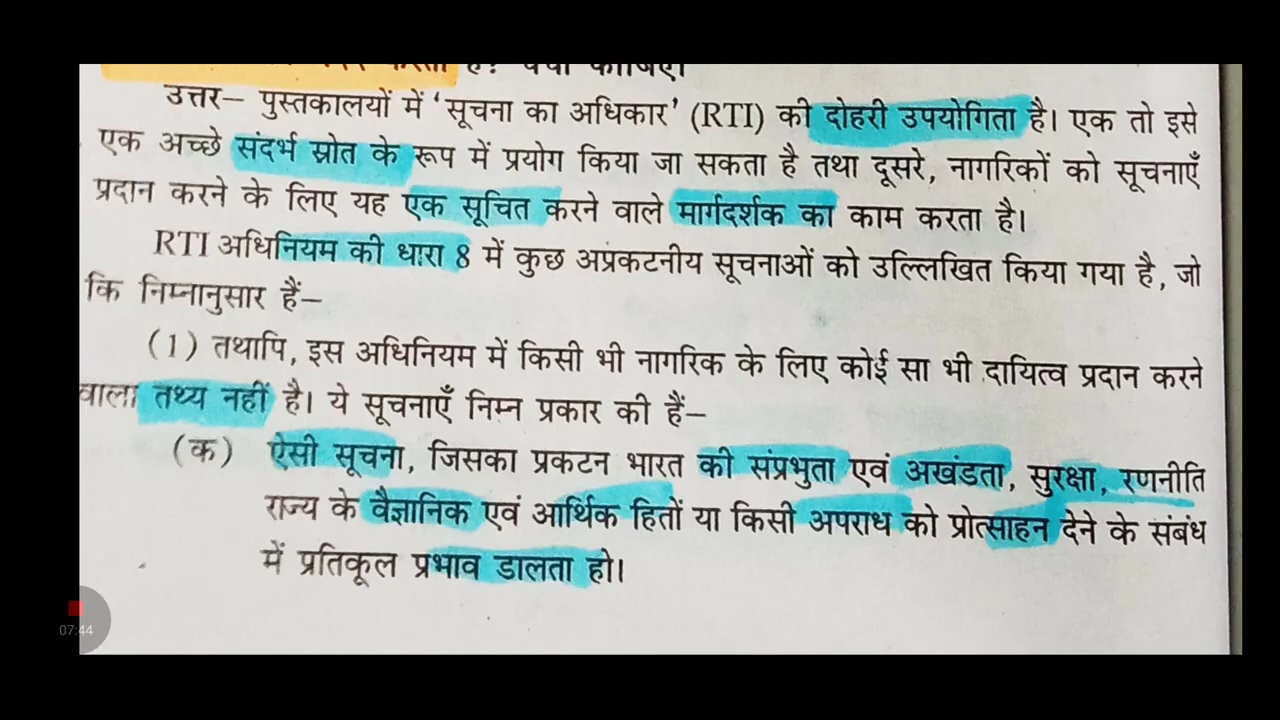 करता है? चर्चा कीजिए।
उत्तर– पुस्तकालयों में ‘सूचना का अधिकार’ (RTI) की दोहरी उपयोगिता है। एक तो इसे
एक अच्छे संदर्भ स्रोत के रूप में प्रयोग किया जा सकता है तथा दूसरे, नागरिकों को सूचनाएँ
प्रदान करने के लिए यह एक सूचित करने वाले मार्गदर्शक का काम करता है।
RTI अधिनियम की धारा 8 में कुछ अप्रकटनीय सूचनाओं को उल्लिखित किया गया है, जो
कि निम्नानुसार हैं–
(1) तथापि, इस अधिनियम में किसी भी नागरिक के लिए कोई सा भी दायित्व प्रदान करने
वाला तथ्य नहीं है। ये सूचनाएँ निम्न प्रकार की हैं–
(क) ऐसी सूचना, जिसका प्रकटन भारत की संप्रभुता एवं अखंडता, सुरक्षा, रणनीति
राज्य के वैज्ञानिक एवं आर्थिक हितों या किसी अपराध को प्रोत्साहन देने के संबंध
में प्रतिकूल प्रभाव डालता हो।
07:44